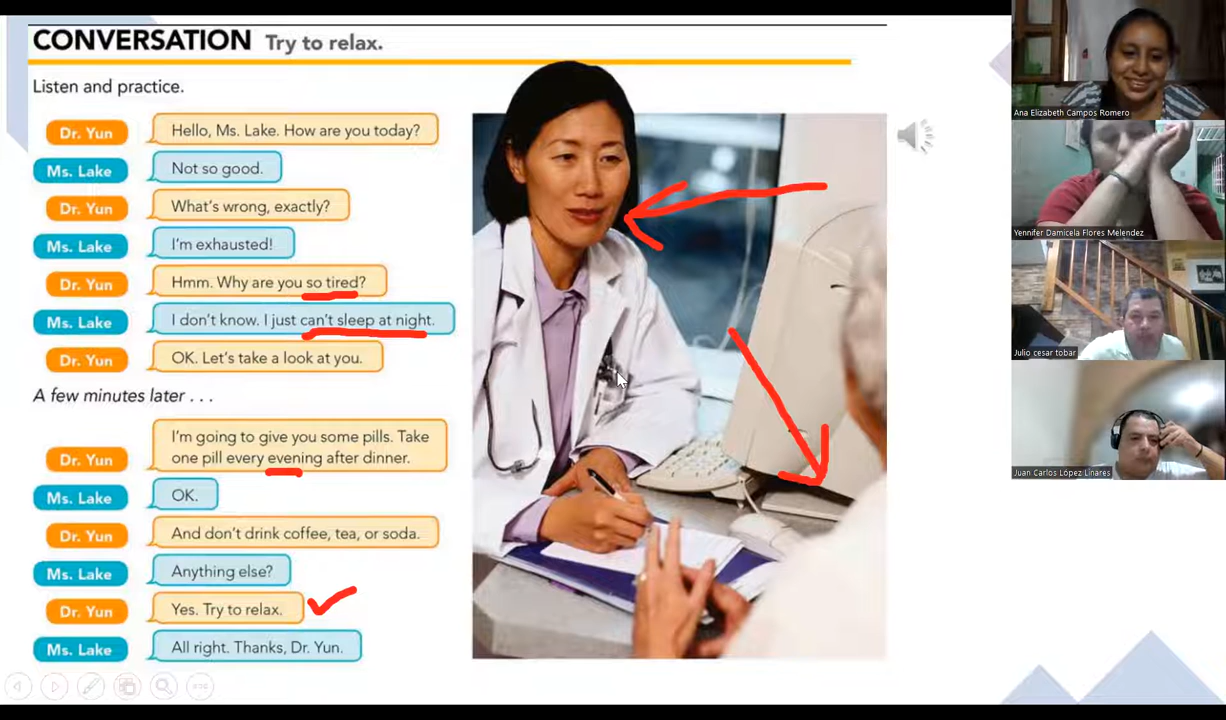 CONVERSATION Try to relax.
Listen and practice.
Dr. Yun Hello, Ms. Lake. How are you today?
Ms. Lake Not so good.
Dr. Yun What's wrong, exactly?
Ms. Lake I'm exhausted!
Dr. Yun Hmm. Why are you so tired?
Ms. Lake I don't know. I just can't sleep at night.
Dr. Yun OK. Let's take a look at you.
A few minutes later . . .
Dr. Yun I'm going to give you some pills. Take
one pill every evening after dinner.
Ms. Lake OK.
Dr. Yun And don't drink coffee, tea, or soda.
Ms. Lake Anything else?
Dr. Yun Yes. Try to relax.
Ms. Lake All right. Thanks, Dr. Yun.
Ana Elizabeth Campos Romero
Yennifer Damicela Flores Melendez
Julio cesar tobar
Juan Carlos López Linares